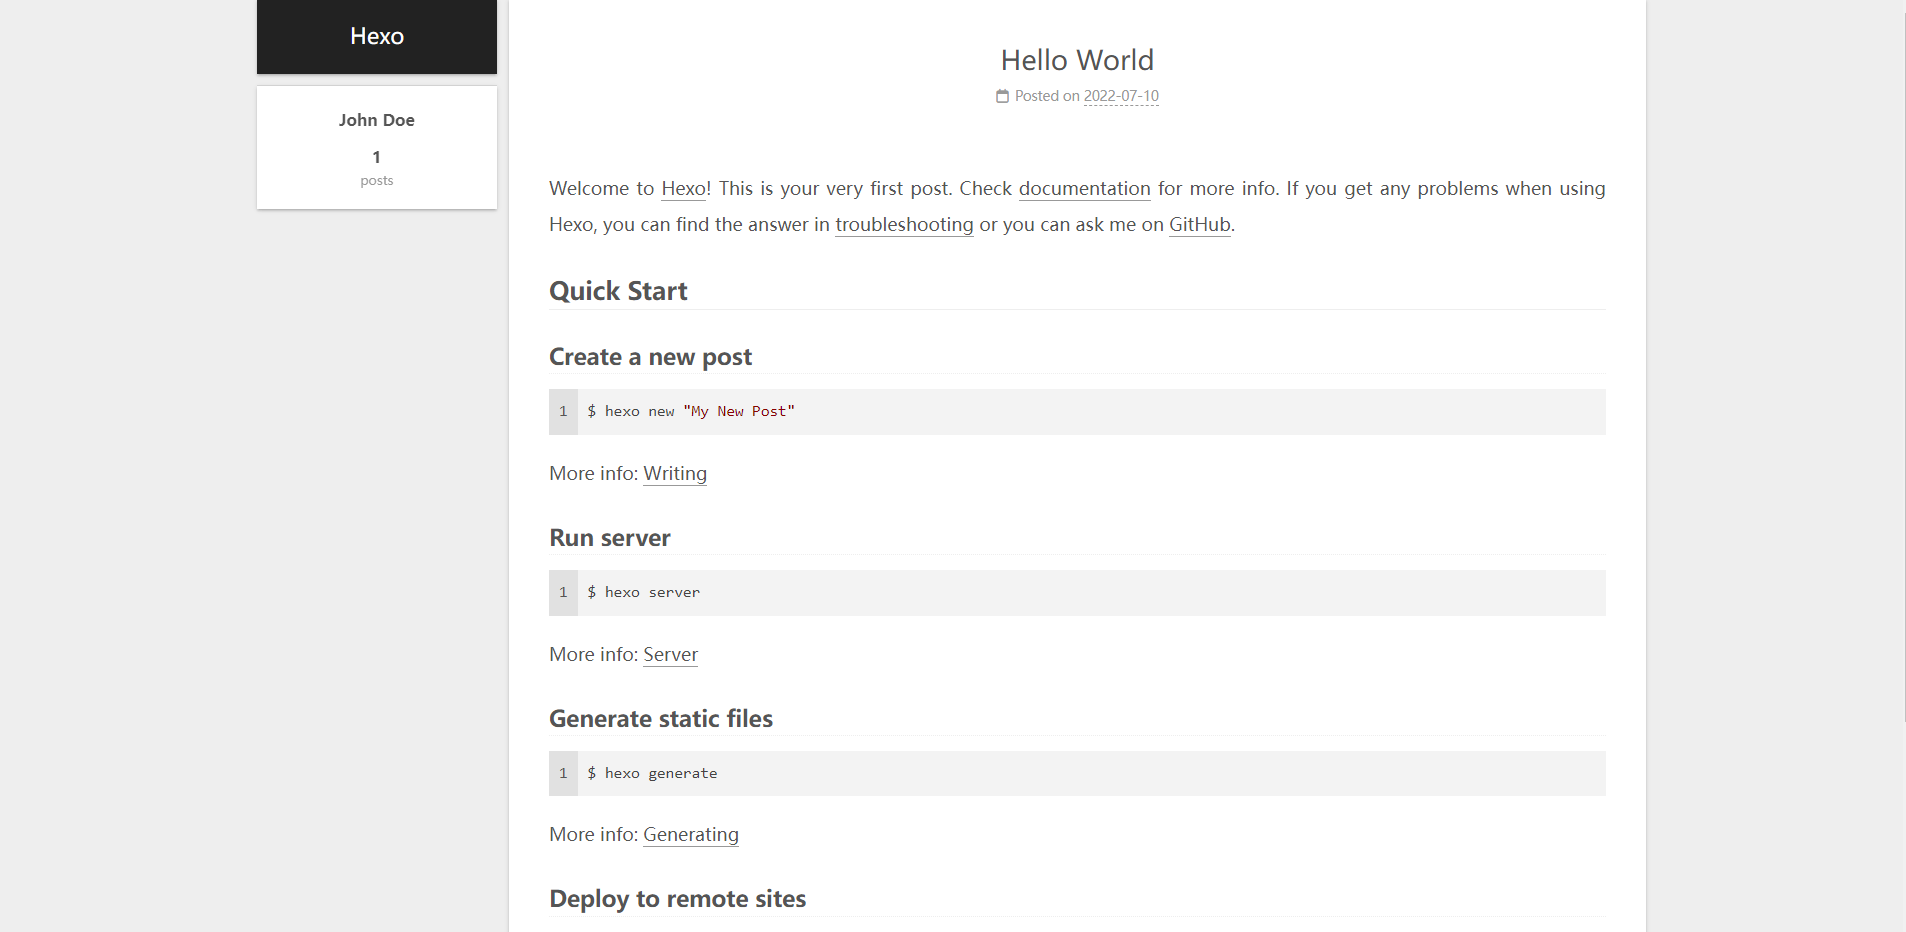 Hexo
John Doe
1
posts
Hello World
Posted on 2022-07-10
Welcome to Hexo! This is your very first post. Check documentation for more info. If you get any problems when using
Hexo, you can find the answer in troubleshooting or you can ask me on GitHub.
Quick Start
Create a new post
1 $ hexo new "My New Post"
More info: Writing
Run server
1 $ hexo server
More info: Server
Generate static files
1 $ hexo generate
More info: Generating
Deploy to remote sites